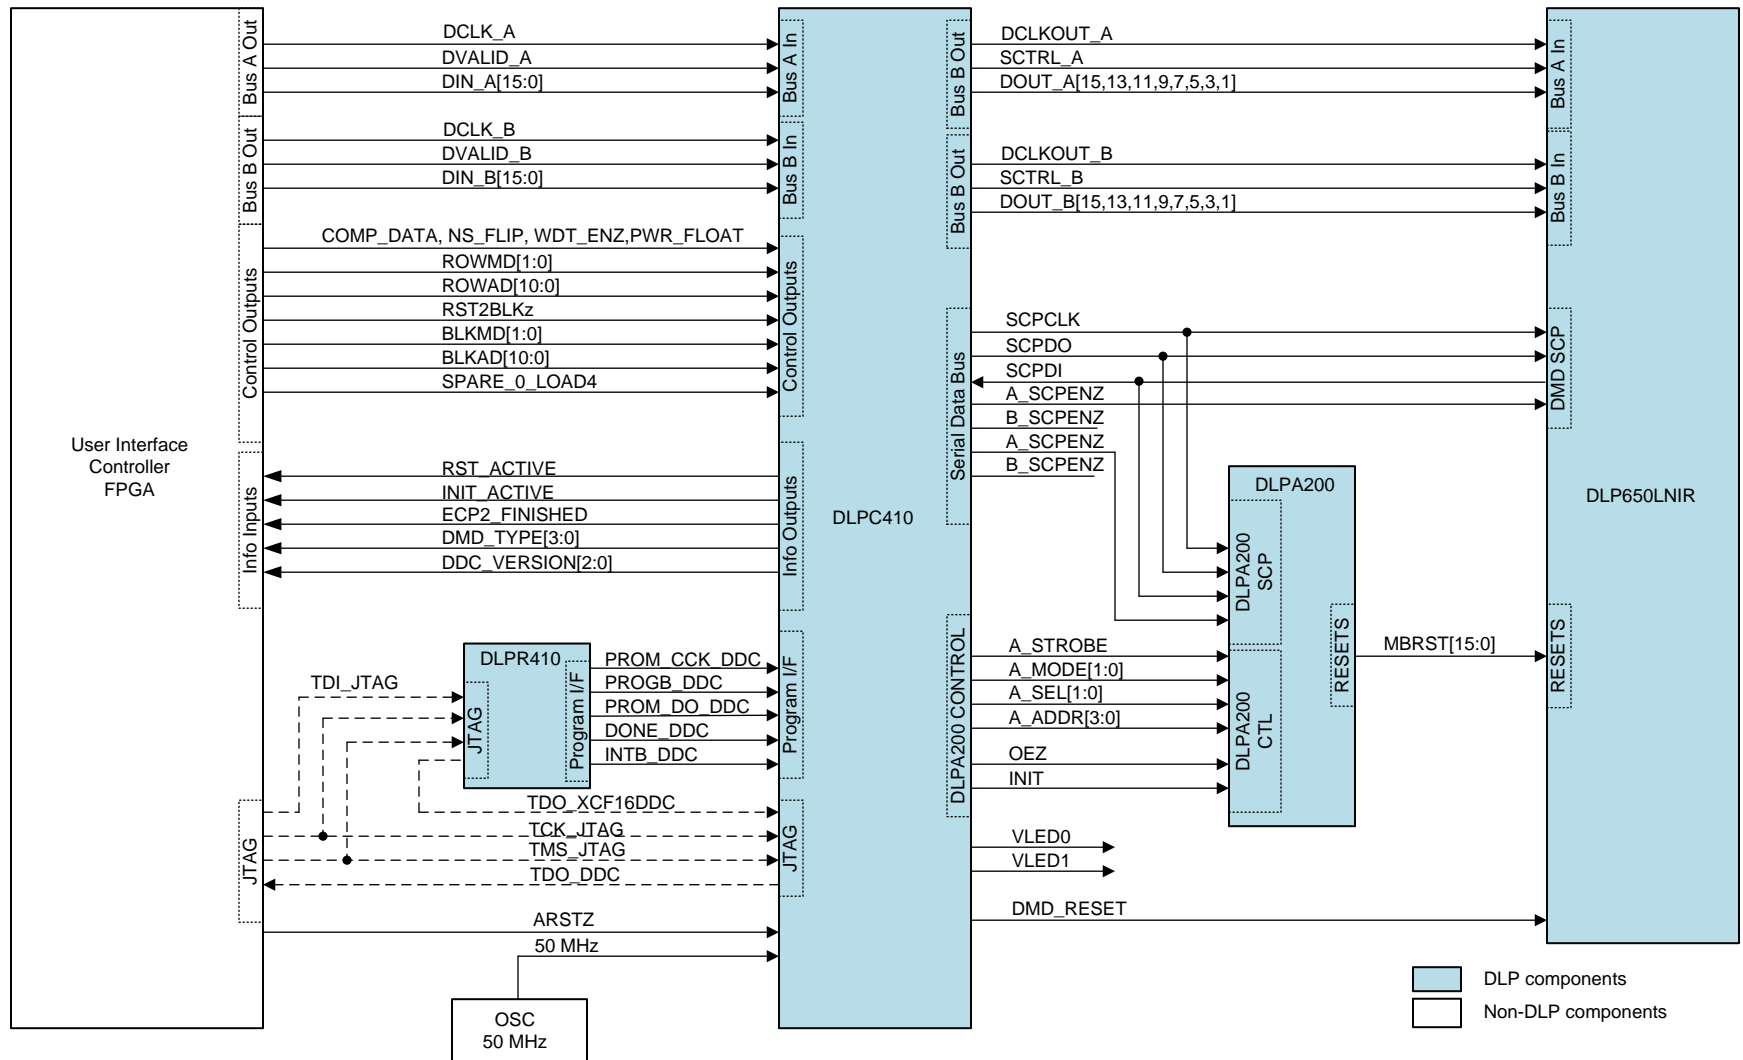 Bus A Out
DCLK_A
DVALID_A
DIN_A[15:0]
Bus A In
Bus B Out
DCLK_B
DVALID_B
DIN_B[15:0]
Bus B In
Control Outputs
COMP_DATA, NS_FLIP, WDT_ENZ,PWR_FLOAT
ROWMD[1:0]
ROWAD[10:0]
RST2BLKz
BLKMD[1:0]
BLKAD[10:0]
SPARE_0_LOAD4
Control Outputs
User Interface
Controller
FPGA
Info Inputs
RST_ACTIVE
INIT_ACTIVE
ECP2_FINISHED
DMD_TYPE[3:0]
DDC_VERSION[2:0]
Info Outputs
DLPR410
JTAG
Program I/F
PROM_CCK_DDC
PROGB_DDC
PROM_DO_DDC
DONE_DDC
INTB_DDC
Program I/F
TDI_JTAG
JTAG
TDO_XCF16DDC
TCK_JTAG
TMS_JTAG
TDO_DDC
JTAG
ARSTZ
50 MHz
OSC
50 MHz
DLPC410
Bus B Out
DCLKOUT_A
SCTRL_A
DOUT_A[15,13,11,9,7,5,3,1]
Bus A In
Bus B Out
DCLKOUT_B
SCTRL_B
DOUT_B[15,13,11,9,7,5,3,1]
Bus B In
Serial Data Bus
SCPCLK
SCPDO
SCPDI
A_SCPENZ
B_SCPENZ
A_SCPENZ
B_SCPENZ
DMD SCP
DLPA200
DLPA200
SCP
DLPA200
CTL
RESETS
MBRST[15:0]
RESETS
DLPA200 CONTROL
A_STROBE
A_MODE[1:0]
A_SEL[1:0]
A_ADDR[3:0]
OEZ
INIT
VLED0
VLED1
DMD_RESET
DLP650LNIR
DLP components
Non-DLP components